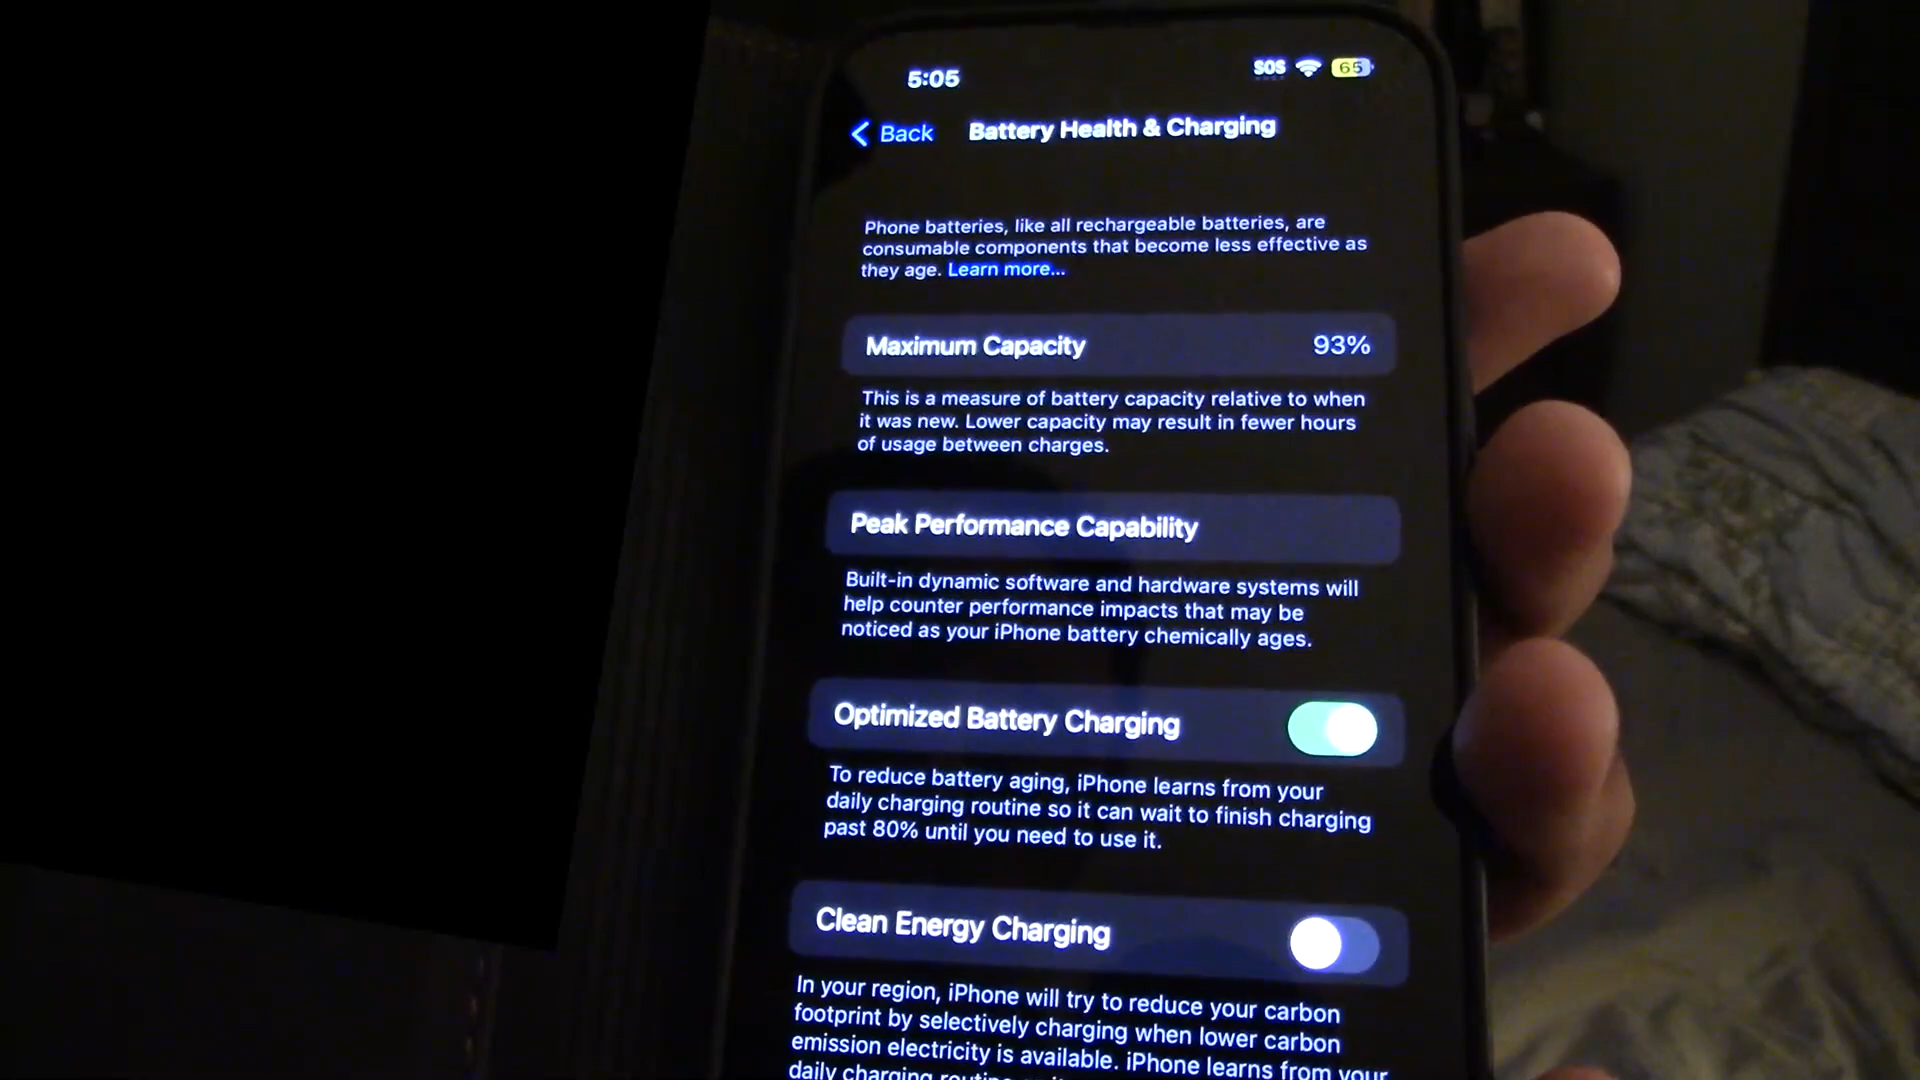 5:05 SOS 65
Back Battery Health & Charging
Phone batteries, like all rechargeable batteries, are
consumable components that become less effective as
they age. Learn more...
Maximum Capacity 93%
This is a measure of battery capacity relative to when
it was new. Lower capacity may result in fewer hours
of usage between charges.
Peak Performance Capability
Built-in dynamic software and hardware systems will
help counter performance impacts that may be
noticed as your iPhone battery chemically ages.
Optimized Battery Charging
To reduce battery aging, iPhone learns from your
daily charging routine so it can wait to finish charging
past 80% until you need to use it.
Clean Energy Charging
In your region, iPhone will try to reduce your carbon
footprint by selectively charging when lower carbon
emission electricity is available. iPhone learns from your
daily charging routine